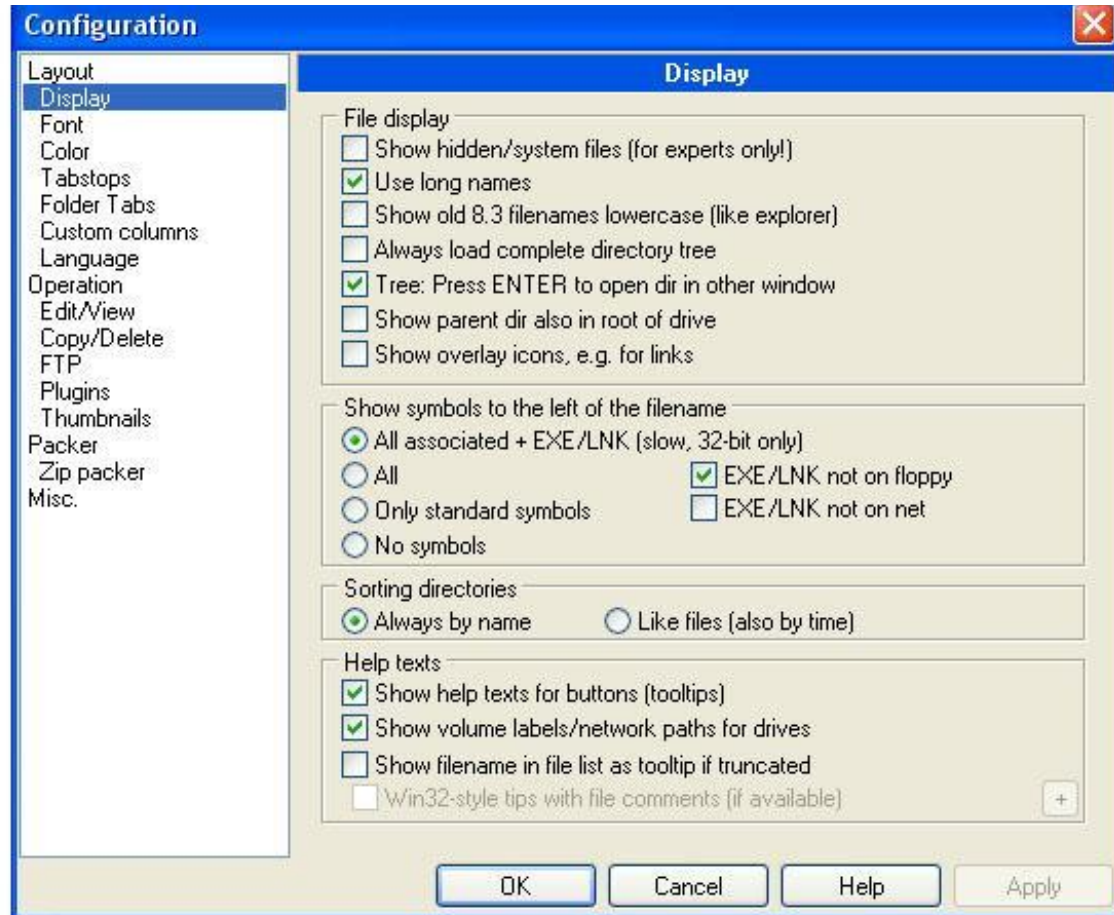 Configuration
Layout
Display
Font
Color
Tabstops
Folder Tabs
Custom columns
Language
Operation
Edit/View
Copy/Delete
FTP
Plugins
Thumbnails
Packer
Zip packer
Misc.
Display
File display
Show hidden/system files (for experts only!)
Use long names
Show old 8.3 filenames lowercase (like explorer)
Always load complete directory tree
Tree: Press ENTER to open dir in other window
Show parent dir also in root of drive
Show overlay icons, e.g. for links
Show symbols to the left of the filename
All associated + EXE/LNK (slow, 32-bit only)
All EXE/LNK not on floppy
Only standard symbols EXE/LNK not on net
No symbols
Sorting directories
Always by name Like files (also by time)
Help texts
Show help texts for buttons (tooltips)
Show volume labels/network paths for drives
Show filename in file list as tooltip if truncated
Win32-style tips with file comments (if available) +
OK Cancel Help Apply